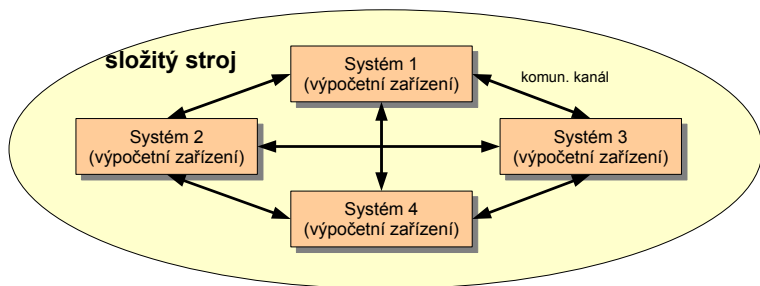 složitý stroj
Systém 1
(výpočetní zařízení)
komun. kanál
Systém 2
(výpočetní zařízení)
Systém 3
(výpočetní zařízení)
Systém 4
(výpočetní zařízení)